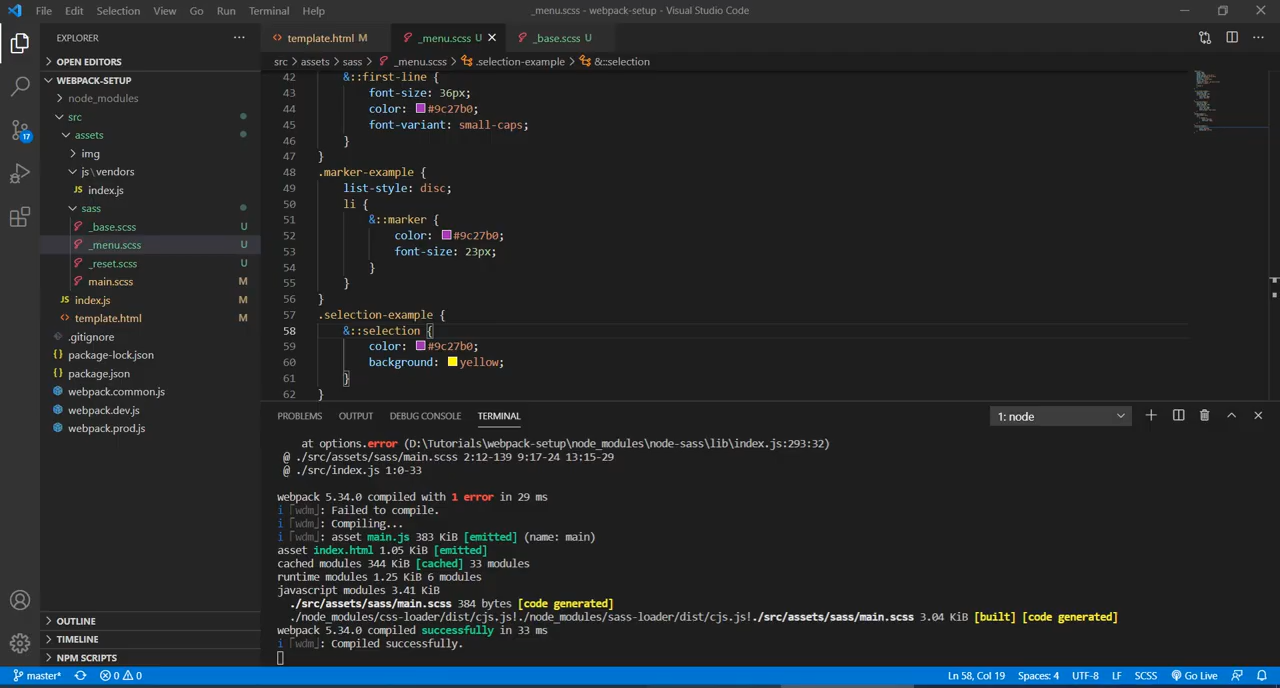 File Edit Selection View Go Run Terminal Help
_menu.scss - webpack-setup - Visual Studio Code
EXPLORER
OPEN EDITORS
WEBPACK-SETUP
node_modules
src
assets
img
js\vendors
JS index.js
sass
_base.scss U
_menu.scss U
_reset.scss U
main.scss M
JS index.js M
template.html M
.gitignore
package-lock.json
package.json
webpack.common.js
webpack.dev.js
webpack.prod.js
OUTLINE
TIMELINE
NPM SCRIPTS
17
template.html M
_menu.scss U
_base.scss U
src > assets > sass > _menu.scss > .selection-example > &::selection
42 &::first-line {
43 font-size: 36px;
44 color: #9c27b0;
45 font-variant: small-caps;
46 }
47 }
48 .marker-example {
49 list-style: disc;
50 li {
51 &::marker {
52 color: #9c27b0;
53 font-size: 23px;
54 }
55 }
56 }
57 .selection-example {
58 &::selection {
59 color: #9c27b0;
60 background: yellow;
61 }
62 }
PROBLEMS OUTPUT DEBUG CONSOLE TERMINAL
1: node
at options.error (D:\Tutorials\webpack-setup\node_modules\node-sass\lib\index.js:293:32)
@ ./src/assets/sass/main.scss 2:12-139 9:17-24 13:15-29
@ ./src/index.js 1:0-33
webpack 5.34.0 compiled with 1 error in 29 ms
i ｢wdm｣: Failed to compile.
i ｢wdm｣: Compiling...
i ｢wdm｣: asset main.js 383 KiB [emitted] (name: main)
asset index.html 1.05 KiB [emitted]
cached modules 344 KiB [cached] 33 modules
runtime modules 1.25 KiB 6 modules
javascript modules 3.41 KiB
./src/assets/sass/main.scss 384 bytes [code generated]
./node_modules/css-loader/dist/cjs.js!./node_modules/sass-loader/dist/cjs.js!./src/assets/sass/main.scss 3.04 KiB [built] [code generated]
webpack 5.34.0 compiled successfully in 33 ms
i ｢wdm｣: Compiled successfully.
master* 0 0
Ln 58, Col 19 Spaces: 4 UTF-8 LF SCSS Go Live